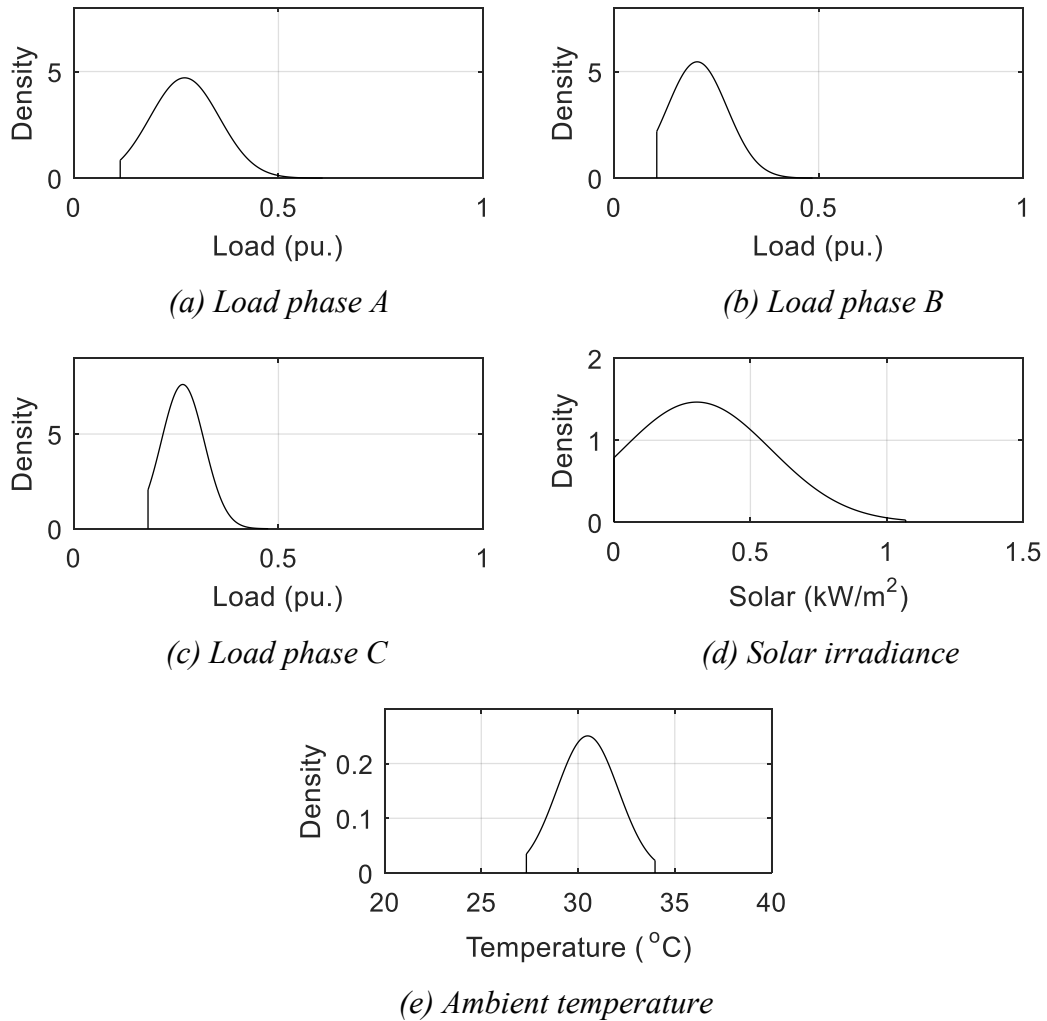 Density
5
0
0
0.5
1
Load (pu.)
(a) Load phase A
Density
5
0
0
0.5
1
Load (pu.)
(b) Load phase B
Density
5
0
0
0.5
1
Load (pu.)
(c) Load phase C
Density
2
1
0
0
0.5
1
1.5
Solar (kW/m²)
(d) Solar irradiance
Density
0.2
0.1
0
20
25
30
35
40
Temperature (°C)
(e) Ambient temperature